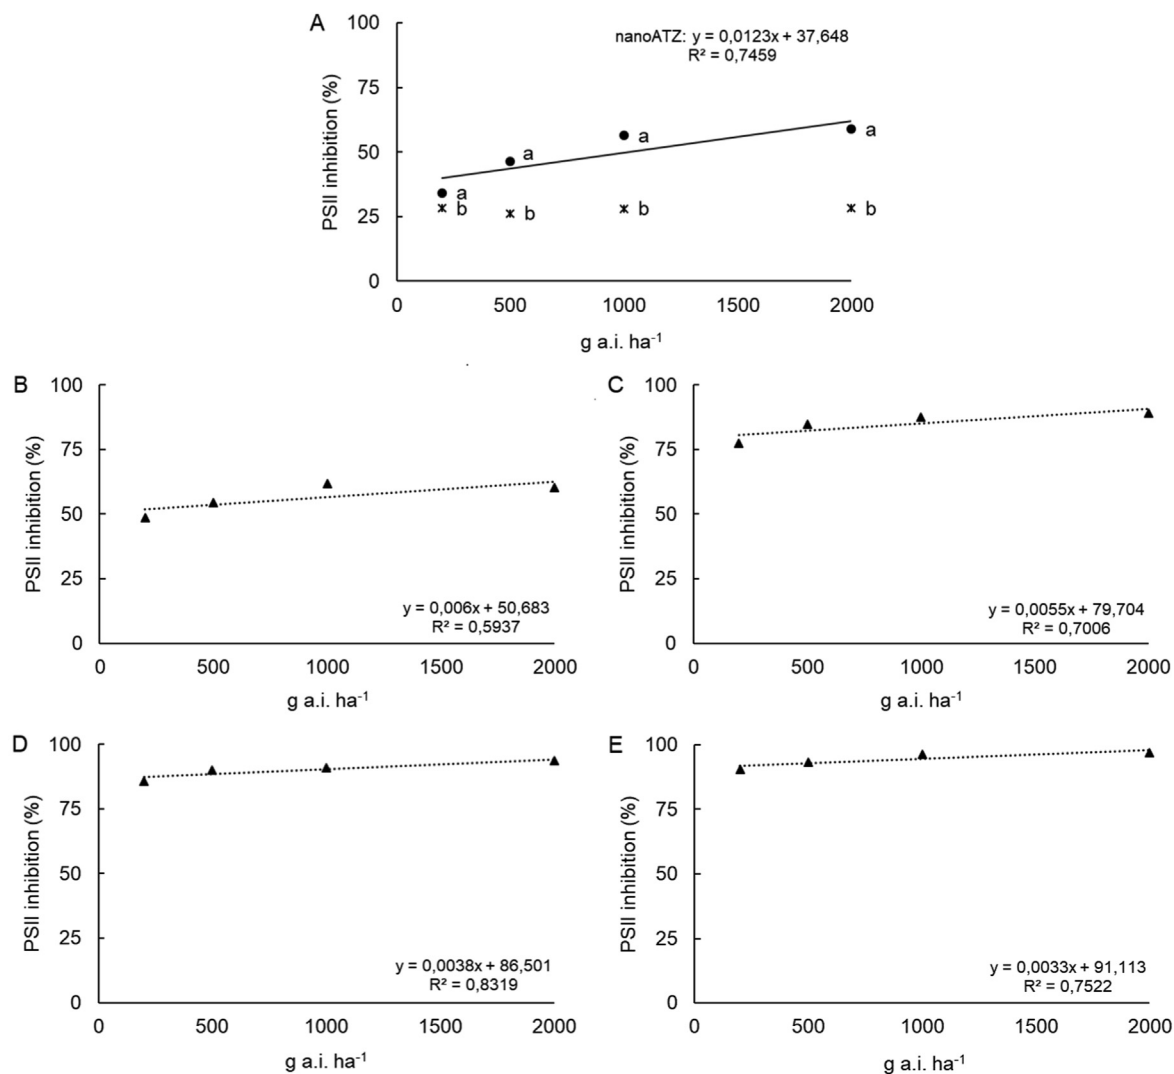 A
100
75
50
25
0
PSII inhibition (%)
nanoATZ: y = 0,0123x + 37,648
R² = 0,7459
a
a
a
a
b
b
b
b
0
500
1000
1500
2000
g a.i. ha⁻¹
B
100
75
50
25
0
PSII inhibition (%)
y = 0,006x + 50,683
R² = 0,5937
0
500
1000
1500
2000
g a.i. ha⁻¹
C
100
75
50
25
0
PSII inhibition (%)
y = 0,0055x + 79,704
R² = 0,7006
0
500
1000
1500
2000
g a.i. ha⁻¹
D
100
75
50
25
0
PSII inhibition (%)
y = 0,0038x + 86,501
R² = 0,8319
0
500
1000
1500
2000
g a.i. ha⁻¹
E
100
75
50
25
0
PSII inhibition (%)
y = 0,0033x + 91,113
R² = 0,7522
0
500
1000
1500
2000
g a.i. ha⁻¹